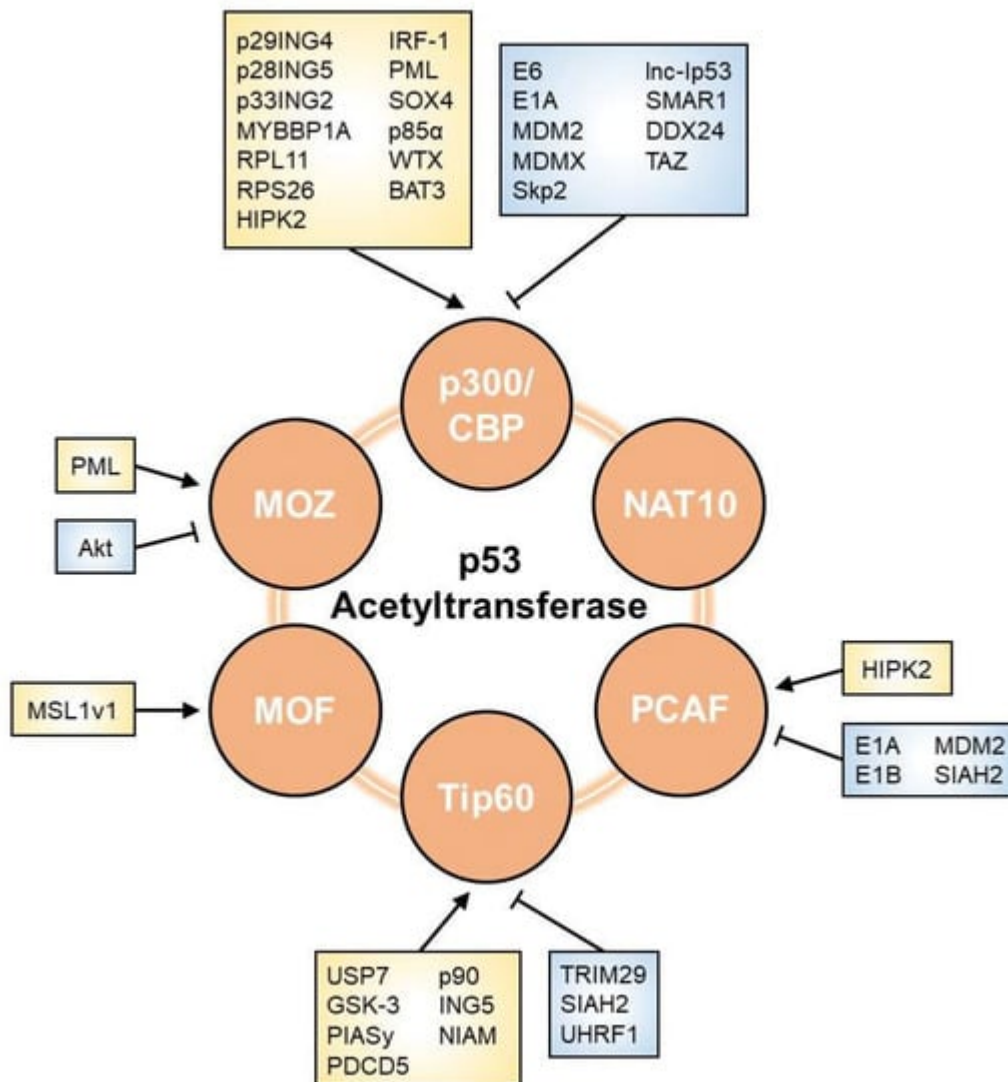 p29ING4 IRF-1
p28ING5 PML
p33ING2 SOX4
MYBBP1A p85α
RPL11 WTX
RPS26 BAT3
HIPK2
E6 lnc-Ip53
E1A SMAR1
MDM2 DDX24
MDMX TAZ
Skp2
p300/
CBP
PML
Akt
MOZ
NAT10
p53
Acetyltransferase
MSL1v1
MOF
PCAF
HIPK2
E1A MDM2
E1B SIAH2
Tip60
USP7 p90
GSK-3 ING5
PIASy NIAM
PDCD5
TRIM29
SIAH2
UHRF1